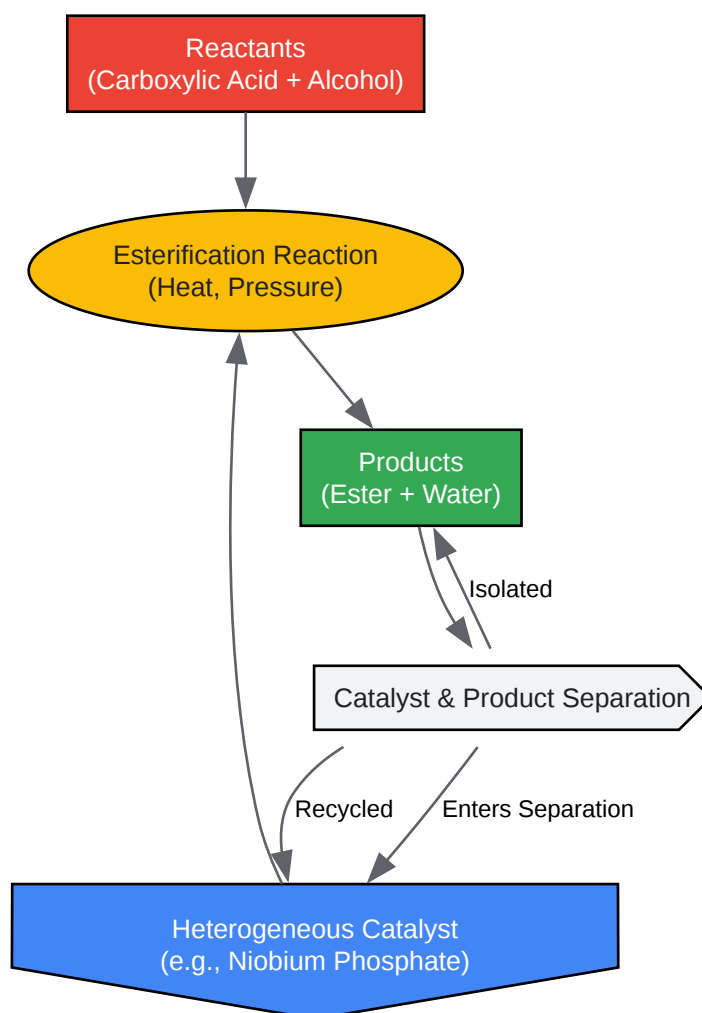 Reactants
(Carboxylic Acid + Alcohol)
Esterification Reaction
(Heat, Pressure)
Products
(Ester + Water)
Isolated
Catalyst & Product Separation
Recycled
Enters Separation
Heterogeneous Catalyst
(e.g., Niobium Phosphate)